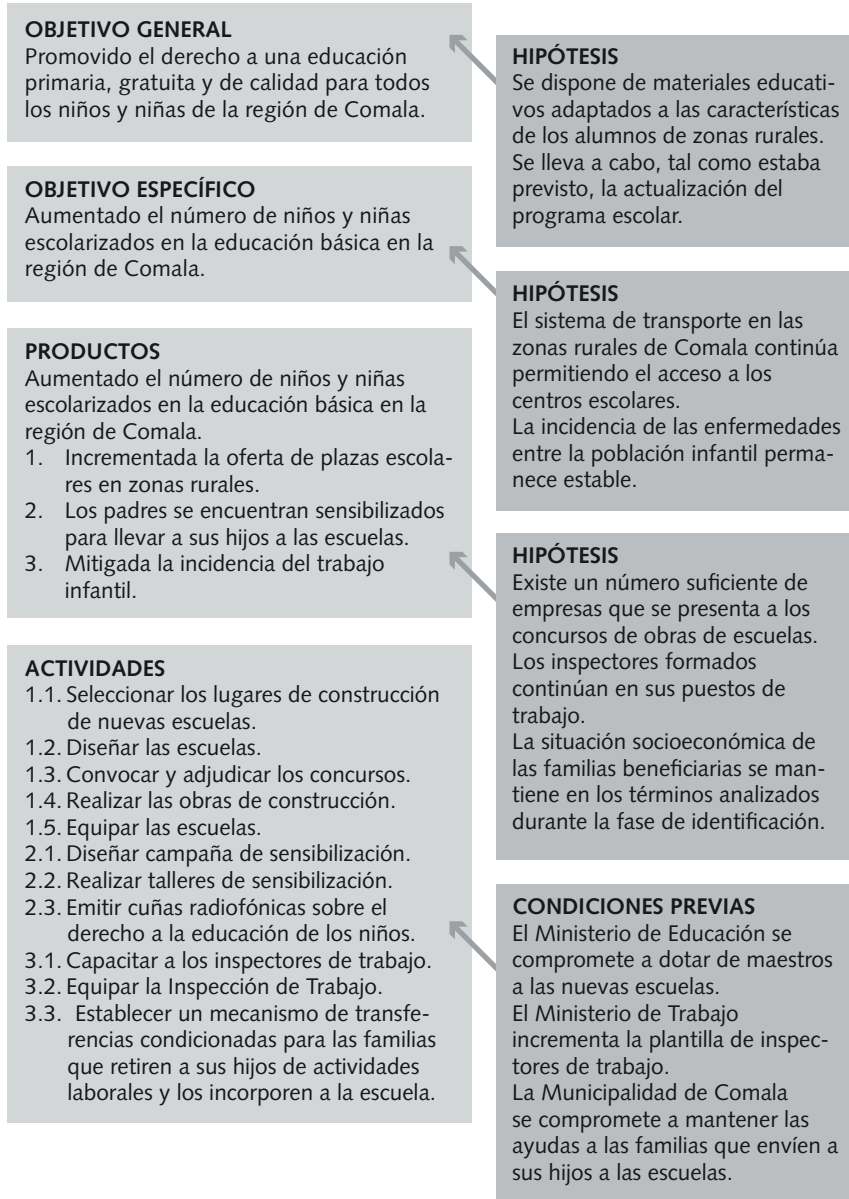 OBJETIVO GENERAL
Promovido el derecho a una educación
primaria, gratuita y de calidad para todos
los niños y niñas de la región de Comala.
OBJETIVO ESPECÍFICO
Aumentado el número de niños y niñas
escolarizados en la educación básica en la
región de Comala.
PRODUCTOS
Aumentado el número de niños y niñas
escolarizados en la educación básica en la
región de Comala.
1. Incrementada la oferta de plazas escola-
res en zonas rurales.
2. Los padres se encuentran sensibilizados
para llevar a sus hijos a las escuelas.
3. Mitigada la incidencia del trabajo
infantil.
ACTIVIDADES
1.1. Seleccionar los lugares de construcción
de nuevas escuelas.
1.2. Diseñar las escuelas.
1.3. Convocar y adjudicar los concursos.
1.4. Realizar las obras de construcción.
1.5. Equipar las escuelas.
2.1. Diseñar campaña de sensibilización.
2.2. Realizar talleres de sensibilización.
2.3. Emitir cuñas radiofónicas sobre el
derecho a la educación de los niños.
3.1. Capacitar a los inspectores de trabajo.
3.2. Equipar la Inspección de Trabajo.
3.3. Establecer un mecanismo de transfe-
rencias condicionadas para las familias
que retiren a sus hijos de actividades
laborales y los incorporen a la escuela.
HIPÓTESIS
Se dispone de materiales educati-
vos adaptados a las características
de los alumnos de zonas rurales.
Se lleva a cabo, tal como estaba
previsto, la actualización del
programa escolar.
HIPÓTESIS
El sistema de transporte en las
zonas rurales de Comala continúa
permitiendo el acceso a los
centros escolares.
La incidencia de las enfermedades
entre la población infantil perma-
nece estable.
HIPÓTESIS
Existe un número suficiente de
empresas que se presenta a los
concursos de obras de escuelas.
Los inspectores formados
continúan en sus puestos de
trabajo.
La situación socioeconómica de
las familias beneficiarias se man-
tiene en los términos analizados
durante la fase de identificación.
CONDICIONES PREVIAS
El Ministerio de Educación se
compromete a dotar de maestros
a las nuevas escuelas.
El Ministerio de Trabajo
incrementa la plantilla de inspec-
tores de trabajo.
La Municipalidad de Comala
se compromete a mantener las
ayudas a las familias que envíen a
sus hijos a las escuelas.